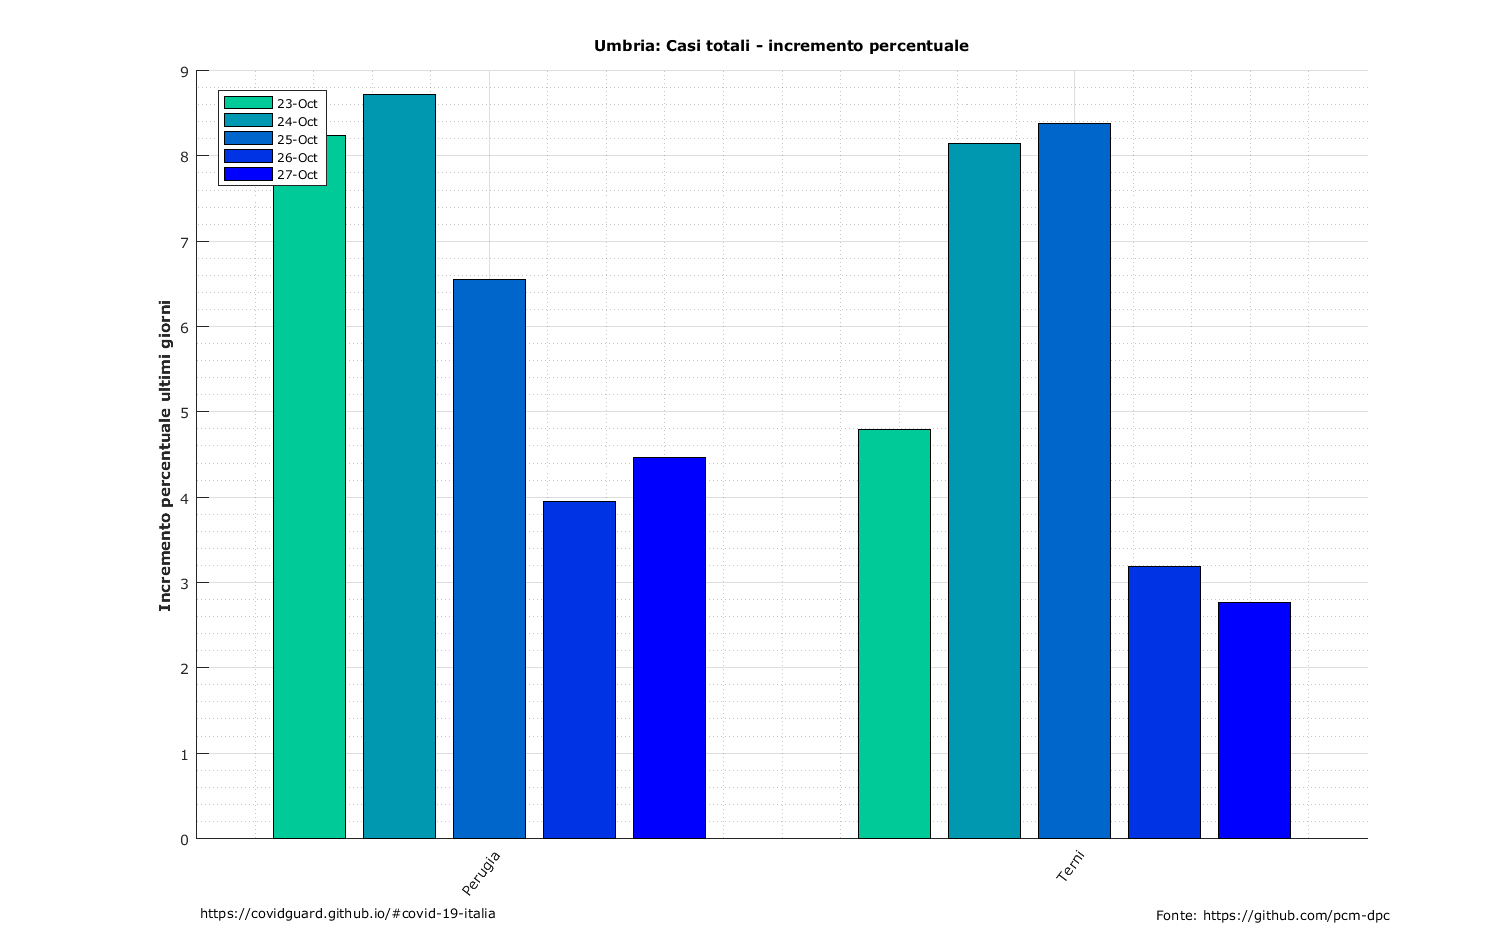 Umbria: Casi totali - incremento percentuale
9
8
7
6
5
4
3
2
1
0
Incremento percentuale ultimi giorni
23-Oct
24-Oct
25-Oct
26-Oct
27-Oct
Perugia
Terni
https://covidguard.github.io/#covid-19-italia
Fonte: https://github.com/pcm-dpc